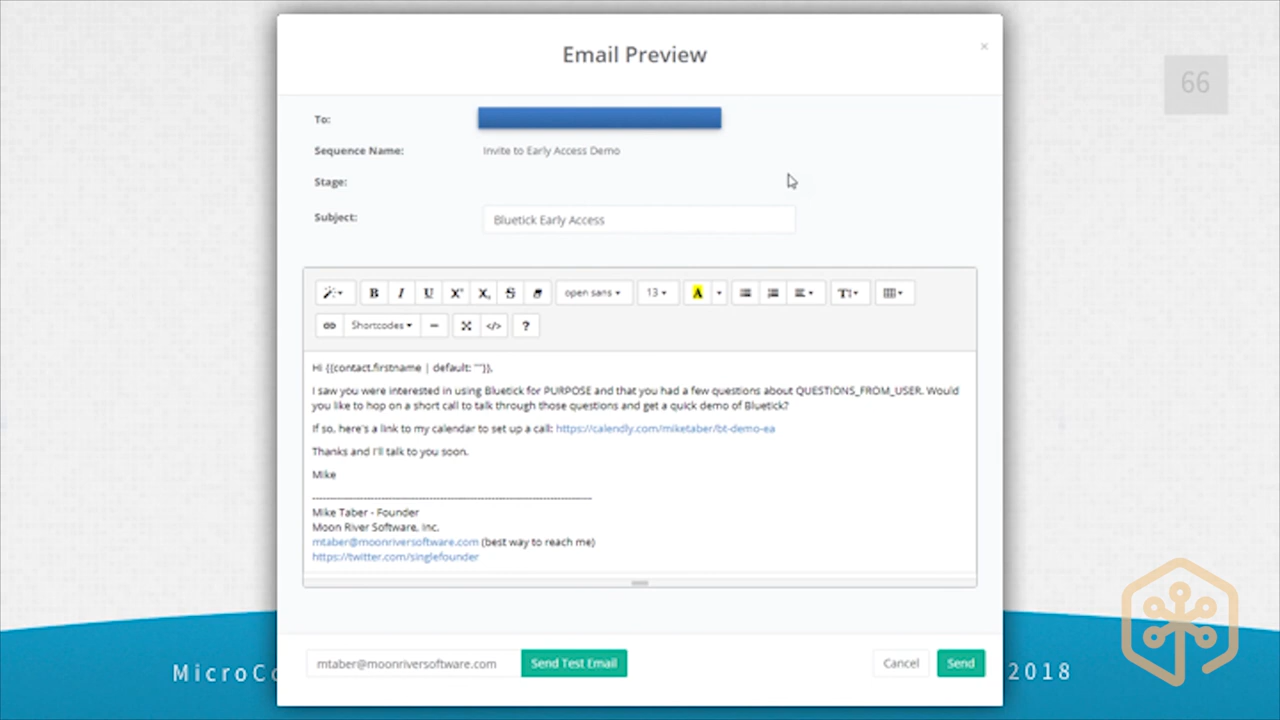 Email Preview
×
66
To:
Sequence Name: Invite to Early Access Demo
Stage:
Subject: Bluetick Early Access
B I U X² X₂ S open sans 13 A T
Shortcodes </> ?
Hi {{contact.firstname | default: ""}},
I saw you were interested in using Bluetick for PURPOSE and that you had a few questions about QUESTIONS_FROM_USER. Would
you like to hop on a short call to talk through those questions and get a quick demo of Bluetick?
If so, here's a link to my calendar to set up a call: https://calendly.com/miketaber/bt-demo-ea
Thanks and I'll talk to you soon.
Mike
--------------------------------------------------------------------------------
Mike Taber - Founder
Moon River Software, Inc.
mtaber@moonriversoftware.com (best way to reach me)
https://twitter.com/singlefounder
mtaber@moonriversoftware.com Send Test Email Cancel Send
MicroCo 2018